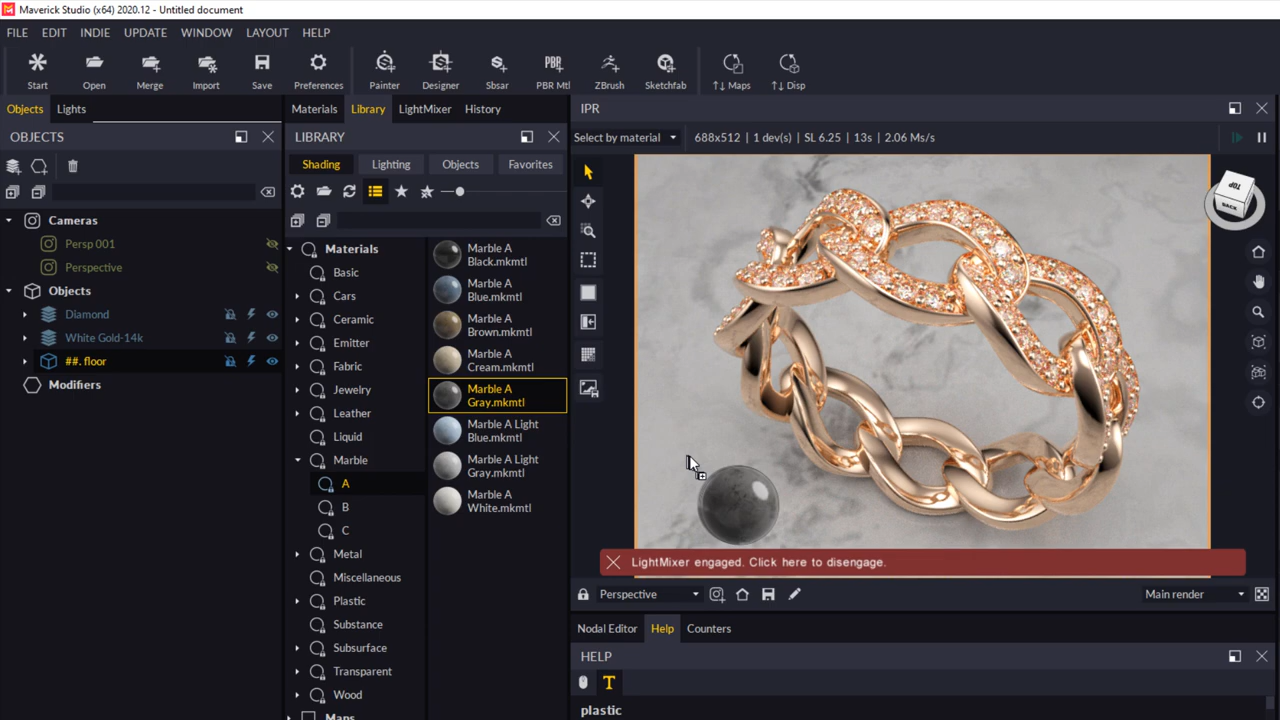 Maverick Studio (x64) 2020.12 - Untitled document
FILE EDIT INDIE UPDATE WINDOW LAYOUT HELP
PBR
Start Open Merge Import Save Preferences Painter Designer Sbsar PBR Mtl ZBrush Sketchfab ↑↓ Maps ↑↓ Disp
Objects Lights
OBJECTS
Cameras
Persp 001
Perspective
Objects
Diamond
White Gold-14k
##. floor
Modifiers
Materials Library LightMixer History
LIBRARY
Shading Lighting Objects Favorites
Materials
Basic
Cars
Ceramic
Emitter
Fabric
Jewelry
Leather
Liquid
Marble
A
B
C
Metal
Miscellaneous
Plastic
Substance
Subsurface
Transparent
Wood
Maps
Marble A
Black.mkmtl
Marble A
Blue.mkmtl
Marble A
Brown.mkmtl
Marble A
Cream.mkmtl
Marble A
Gray.mkmtl
Marble A Light
Blue.mkmtl
Marble A Light
Gray.mkmtl
Marble A
White.mkmtl
IPR
Select by material 688x512 | 1 dev(s) | SL 6.25 | 13s | 2.06 Ms/s
TOP
BACK
LightMixer engaged. Click here to disengage.
Perspective Main render
Nodal Editor Help Counters
HELP
T
plastic